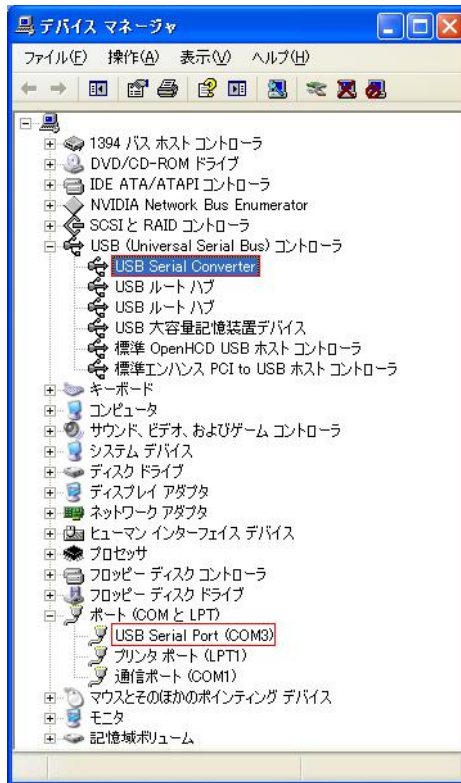 デバイス マネージャ
ファイル(F) 操作(A) 表示(V) ヘルプ(H)
1394 バス ホスト コントローラ
DVD/CD-ROM ドライブ
IDE ATA/ATAPI コントローラ
NVIDIA Network Bus Enumerator
SCSI と RAID コントローラ
USB (Universal Serial Bus) コントローラ
USB Serial Converter
USB ルート ハブ
USB ルート ハブ
USB 大容量記憶装置デバイス
標準 OpenHCD USB ホスト コントローラ
標準エンハンス PCI to USB ホスト コントローラ
キーボード
コンピュータ
サウンド、ビデオ、およびゲーム コントローラ
システム デバイス
ディスク ドライブ
ディスプレイ アダプタ
ネットワーク アダプタ
ヒューマン インターフェイス デバイス
プロセッサ
フロッピー ディスク コントローラ
フロッピー ディスク ドライブ
ポート (COM と LPT)
USB Serial Port (COM3)
プリンタ ポート (LPT1)
通信ポート (COM1)
マウスとそのほかのポインティング デバイス
モニタ
記憶域ボリューム